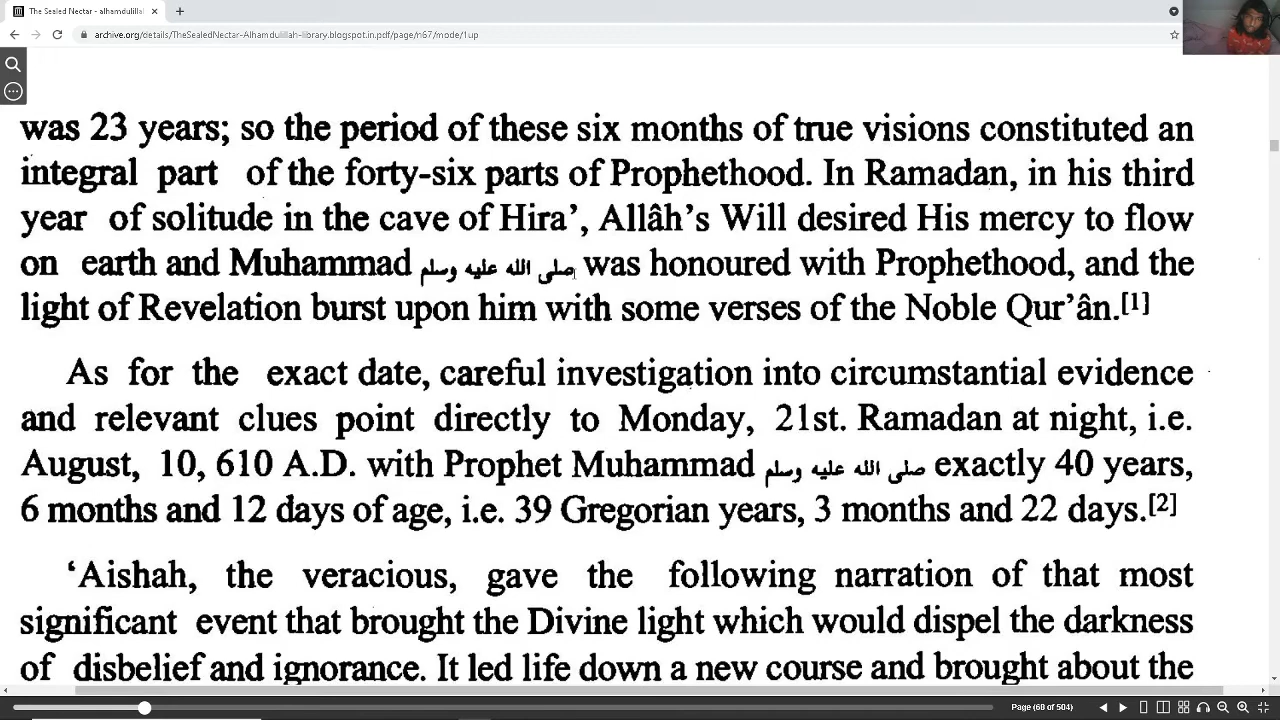 The Sealed Nectar - alhamdulillah
archive.org/details/TheSealedNectar-Alhamdulillah-library.blogspot.in.pdf/page/n67/mode/1up
was 23 years; so the period of these six months of true visions constituted an
integral part of the forty-six parts of Prophethood. In Ramadan, in his third
year of solitude in the cave of Hira’, Allâh’s Will desired His mercy to flow
on earth and Muhammad صلى الله عليه وسلم was honoured with Prophethood, and the
light of Revelation burst upon him with some verses of the Noble Qur’ân.[1]
As for the exact date, careful investigation into circumstantial evidence
and relevant clues point directly to Monday, 21st. Ramadan at night, i.e.
August, 10, 610 A.D. with Prophet Muhammad صلى الله عليه وسلم exactly 40 years,
6 months and 12 days of age, i.e. 39 Gregorian years, 3 months and 22 days.[2]
‘Aishah, the veracious, gave the following narration of that most
significant event that brought the Divine light which would dispel the darkness
of disbelief and ignorance. It led life down a new course and brought about the
Page (68 of 504)